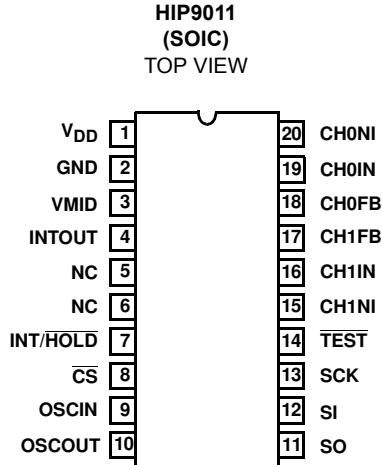 HIP9011
(SOIC)
TOP VIEW
VDD 1 20 CH0NI
GND 2 19 CH0IN
VMID 3 18 CH0FB
INTOUT 4 17 CH1FB
NC 5 16 CH1IN
NC 6 15 CH1NI
INT/HOLD 7 14 TEST
CS 8 13 SCK
OSCIN 9 12 SI
OSCOUT 10 11 SO